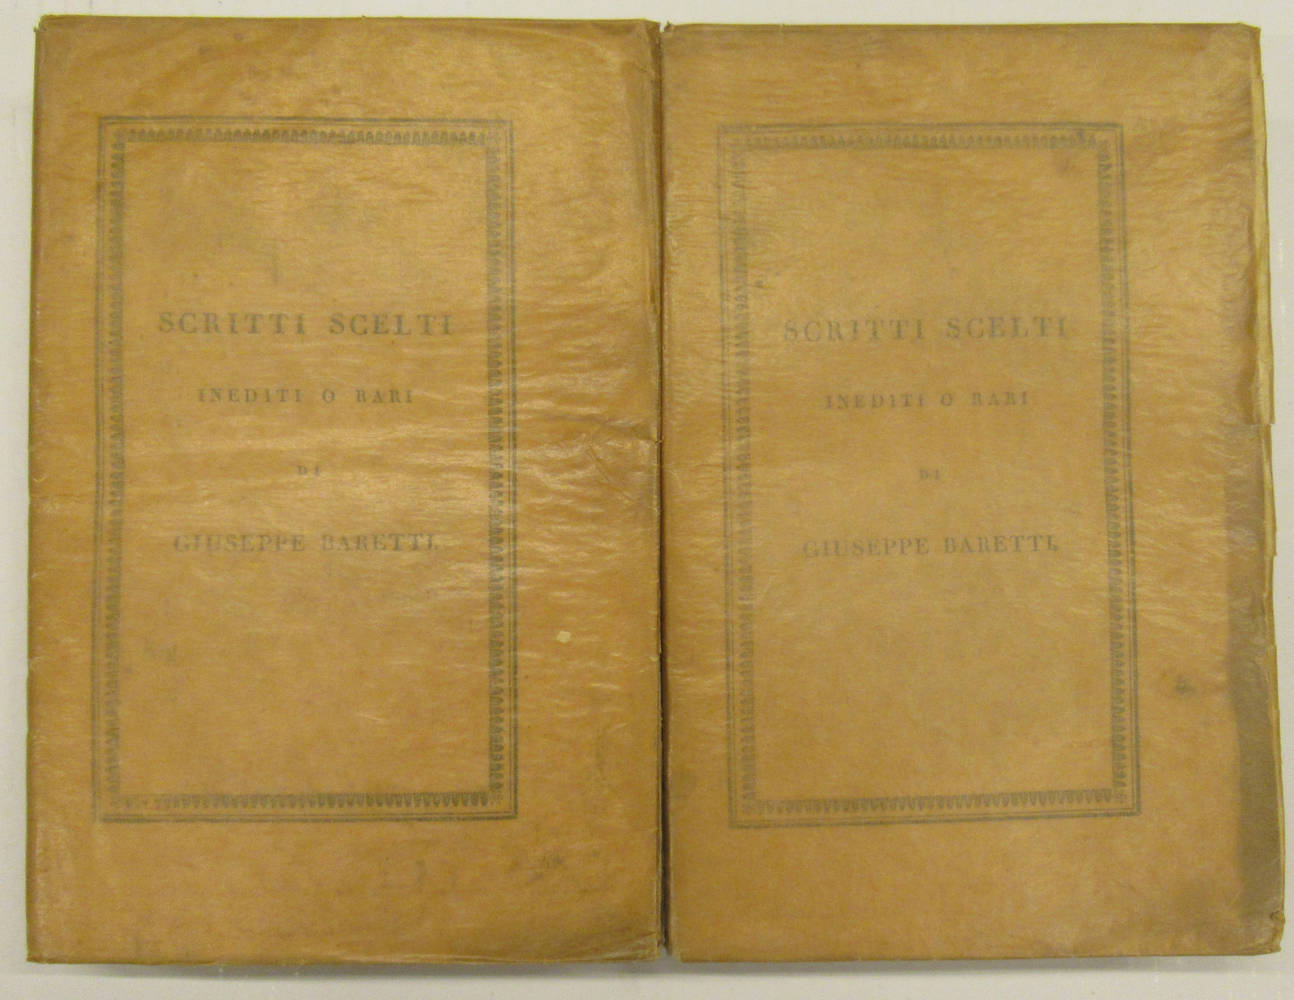 SCRITTI SCELTI
INEDITI O RARI
DI
GIUSEPPE BARETTI.
SCRITTI SCELTI
INEDITI O RARI
DI
GIUSEPPE BARETTI.